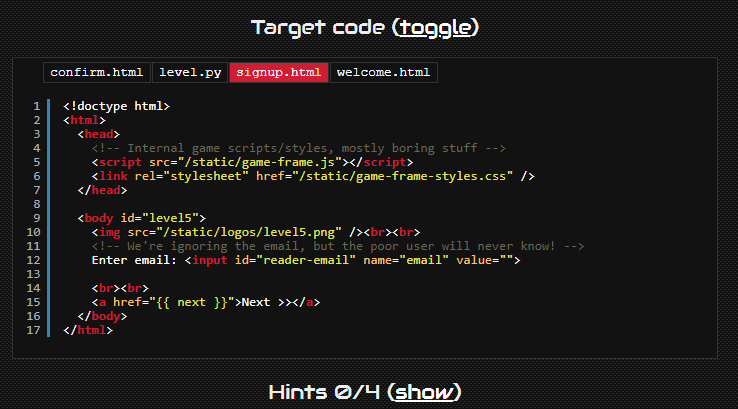 Target code (toggle)
confirm.html level.py signup.html welcome.html
1 <!doctype html>
2 <html>
3   <head>
4     <!-- Internal game scripts/styles, mostly boring stuff -->
5     <script src="/static/game-frame.js"></script>
6     <link rel="stylesheet" href="/static/game-frame-styles.css" />
7   </head>
8
9   <body id="level5">
10     <img src="/static/logos/level5.png" /><br><br>
11     <!-- We're ignoring the email, but the poor user will never know! -->
12     Enter email: <input id="reader-email" name="email" value="">
13
14     <br><br>
15     <a href="{{ next }}">Next >></a>
16   </body>
17 </html>
Hints 0/4 (show)